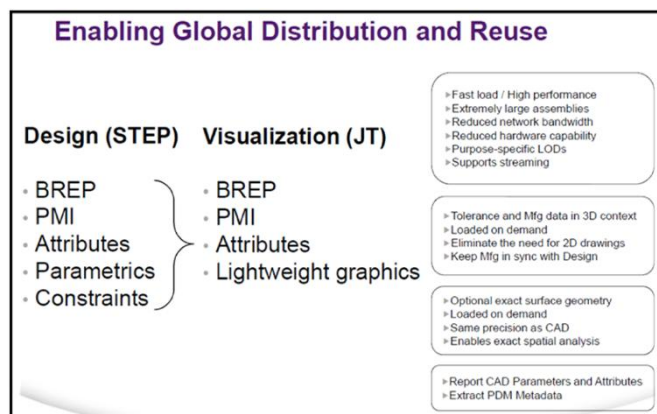 Enabling Global Distribution and Reuse
Design (STEP)
• BREP
• PMI
• Attributes
• Parametrics
• Constraints
Visualization (JT)
• BREP
• PMI
• Attributes
• Lightweight graphics
▸Fast load / High performance
▸Extremely large assemblies
▸Reduced network bandwidth
▸Reduced hardware capability
▸Purpose-specific LODs
▸Supports streaming
▸Tolerance and Mfg data in 3D context
▸Loaded on demand
▸Eliminate the need for 2D drawings
▸Keep Mfg in sync with Design
▸Optional exact surface geometry
▸Loaded on demand
▸Same precision as CAD
▸Enables exact spatial analysis
▸Report CAD Parameters and Attributes
▸Extract PDM Metadata